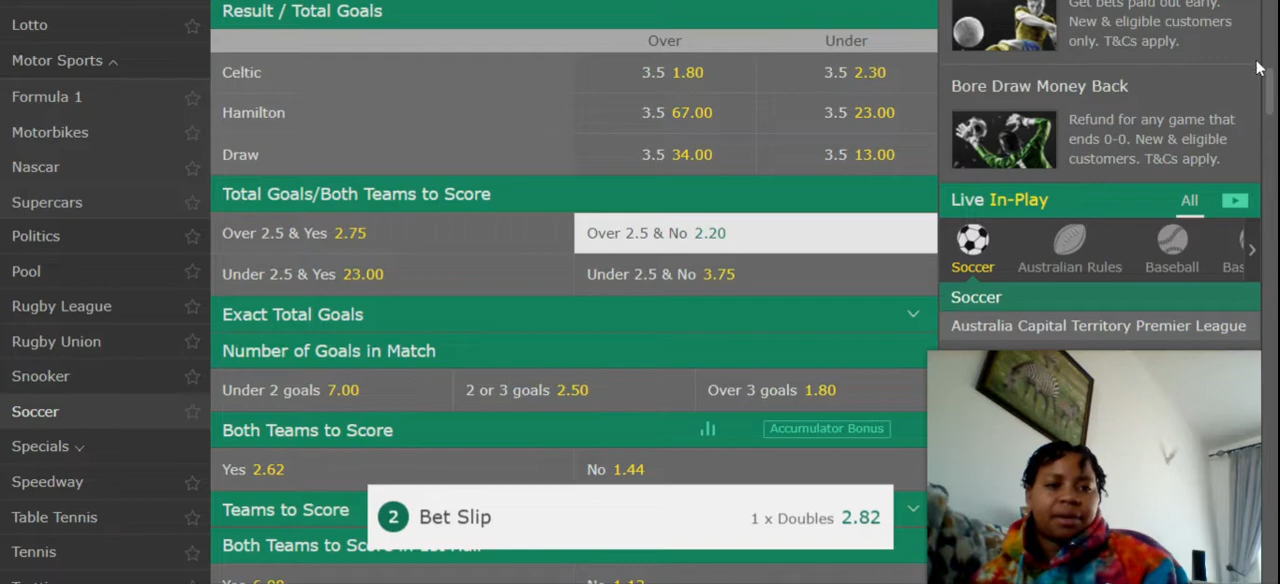 Lotto
Motor Sports
Formula 1
Motorbikes
Nascar
Supercars
Politics
Pool
Rugby League
Rugby Union
Snooker
Soccer
Specials
Speedway
Table Tennis
Tennis
Result / Total Goals
Over Under
Celtic 3.5 1.80 3.5 2.30
Hamilton 3.5 67.00 3.5 23.00
Draw 3.5 34.00 3.5 13.00
Total Goals/Both Teams to Score
Over 2.5 & Yes 2.75 Over 2.5 & No 2.20
Under 2.5 & Yes 23.00 Under 2.5 & No 3.75
Exact Total Goals
Number of Goals in Match
Under 2 goals 7.00 2 or 3 goals 2.50 Over 3 goals 1.80
Both Teams to Score Accumulator Bonus
Yes 2.62 No 1.44
Teams to Score
2 Bet Slip 1 x Doubles 2.82
Both Teams to Score in 1st Half
Get bets paid out early.
New & eligible customers
only. T&Cs apply.
Bore Draw Money Back
Refund for any game that
ends 0-0. New & eligible
customers. T&Cs apply.
Live In-Play All
Soccer Australian Rules Baseball Bas
Soccer
Australia Capital Territory Premier League